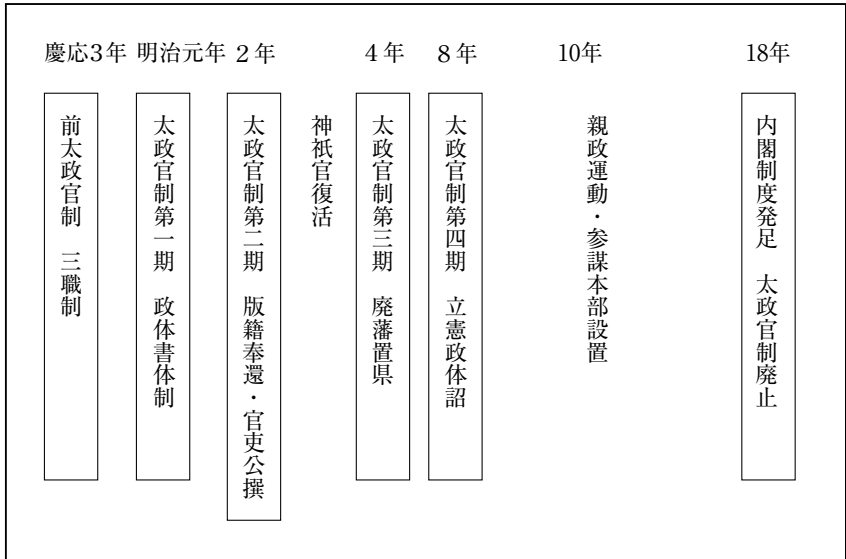 慶応3年 明治元年 2年 4年 8年 10年 18年
前太政官制　三職制
太政官制第一期　政体書体制
太政官制第二期　版籍奉還・官吏公撰
神祇官復活
太政官制第三期　廃藩置県
太政官制第四期　立憲政体詔
親政運動・参謀本部設置
内閣制度発足　太政官制廃止